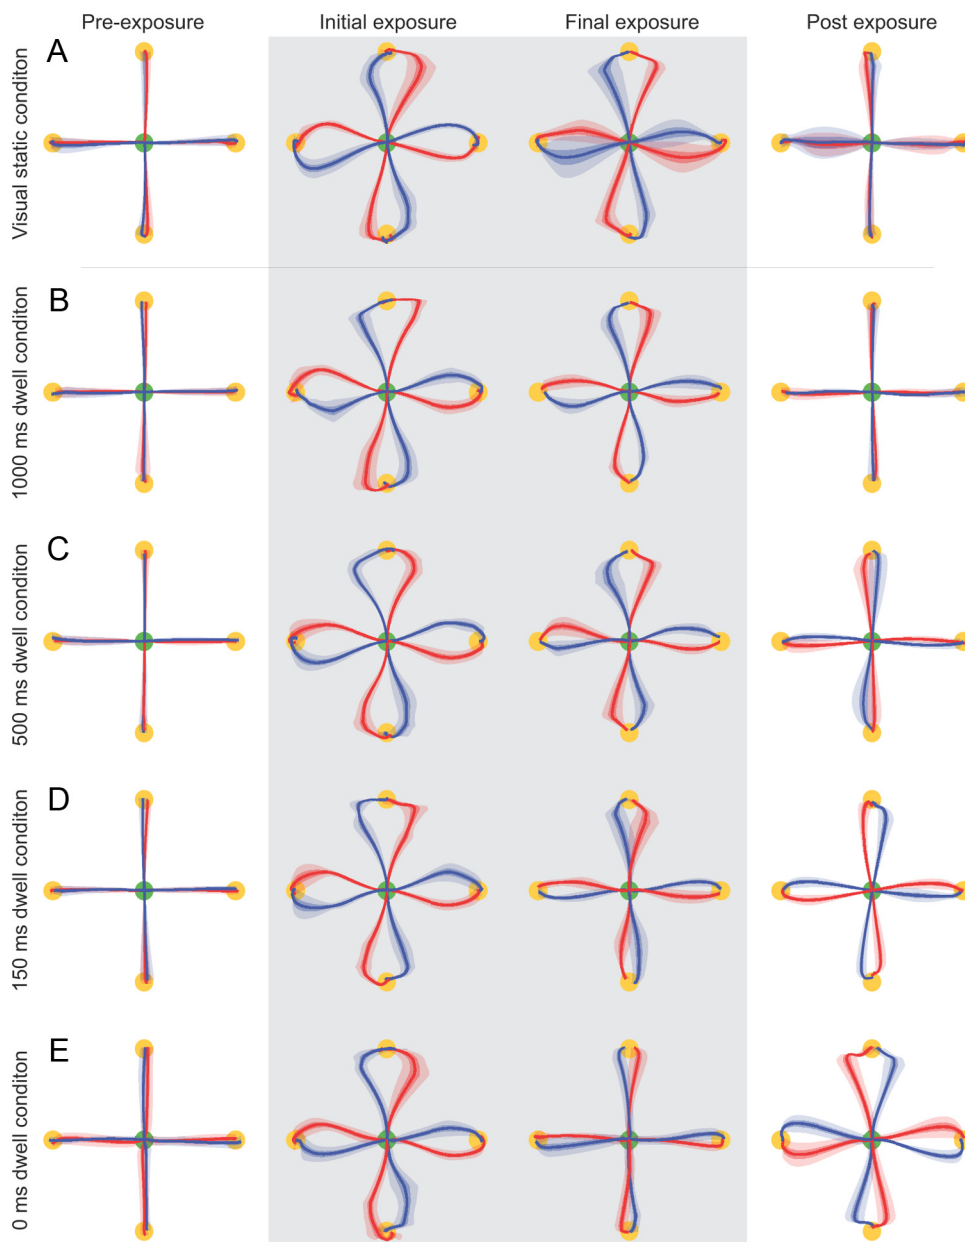 Pre-exposure Initial exposure Final exposure Post exposure
A
Visual static conditon
B
1000 ms dwell conditon
C
500 ms dwell conditon
D
150 ms dwell conditon
E
0 ms dwell conditon